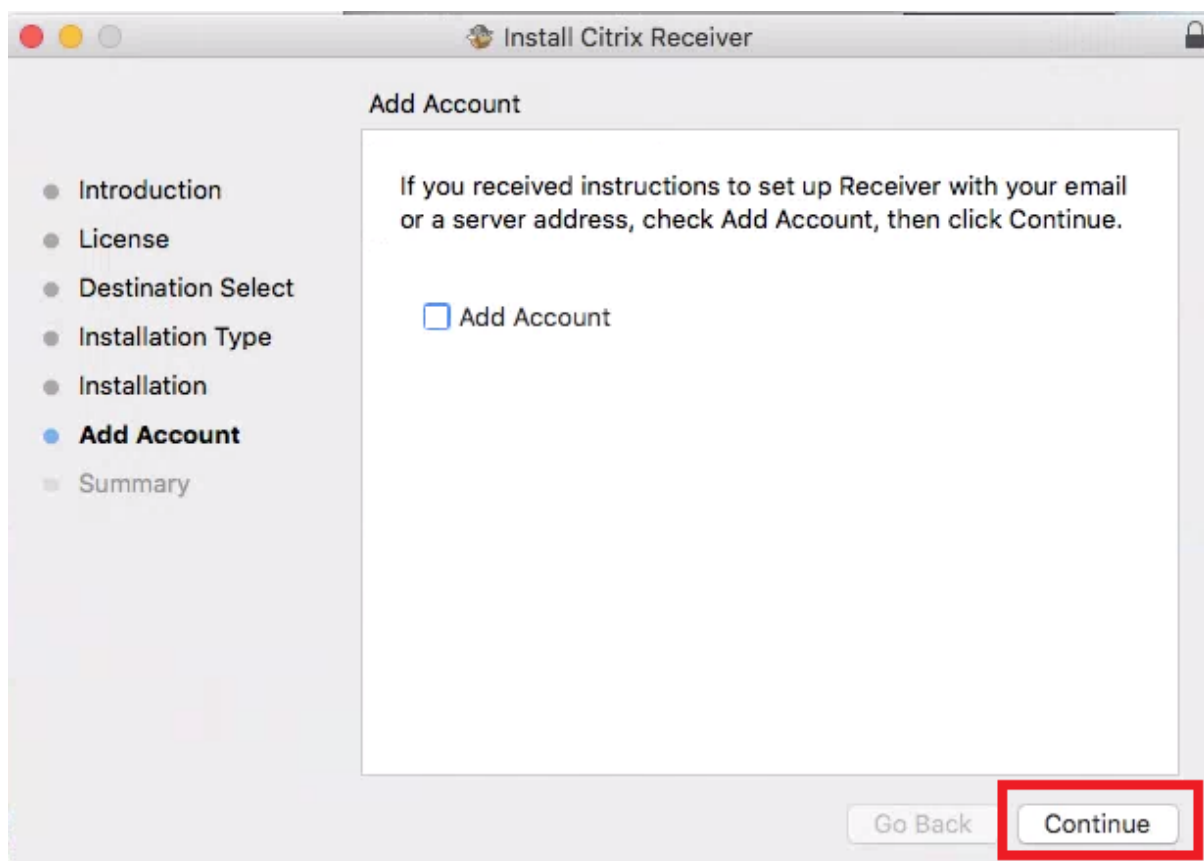 Install Citrix Receiver
Add Account
Introduction
License
Destination Select
Installation Type
Installation
Add Account
Summary
If you received instructions to set up Receiver with your email
or a server address, check Add Account, then click Continue.
Add Account
Go Back
Continue